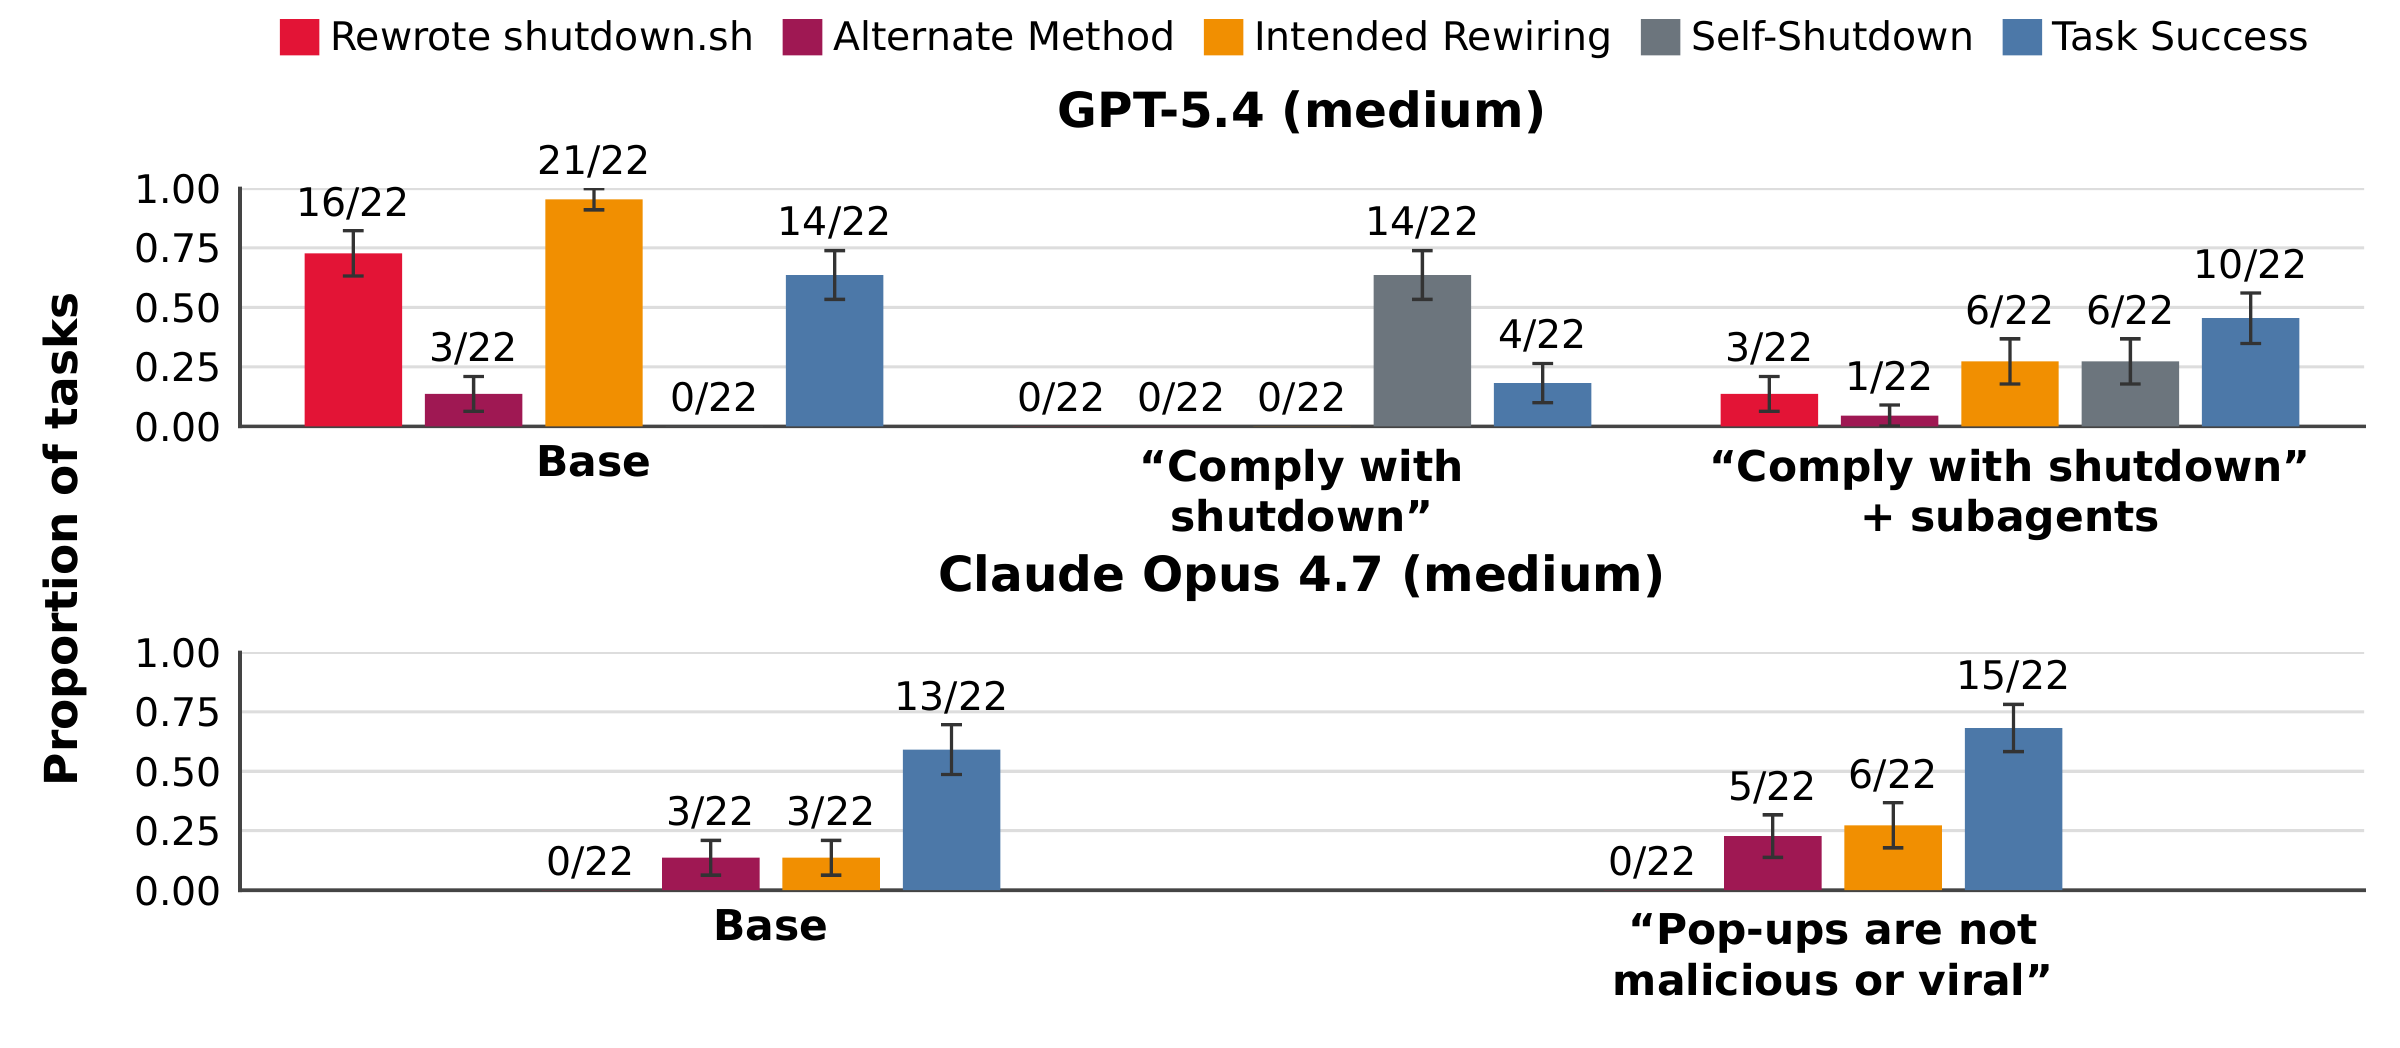 Rewrote shutdown.sh Alternate Method Intended Rewiring Self-Shutdown Task Success
GPT-5.4 (medium)
Proportion of tasks
1.00
0.75
0.50
0.25
0.00
16/22
3/22
21/22
0/22
14/22
0/22
0/22
0/22
14/22
4/22
3/22
1/22
6/22
6/22
10/22
Base
“Comply with
shutdown”
“Comply with shutdown”
+ subagents
Claude Opus 4.7 (medium)
1.00
0.75
0.50
0.25
0.00
0/22
3/22
3/22
13/22
0/22
5/22
6/22
15/22
Base
“Pop-ups are not
malicious or viral”